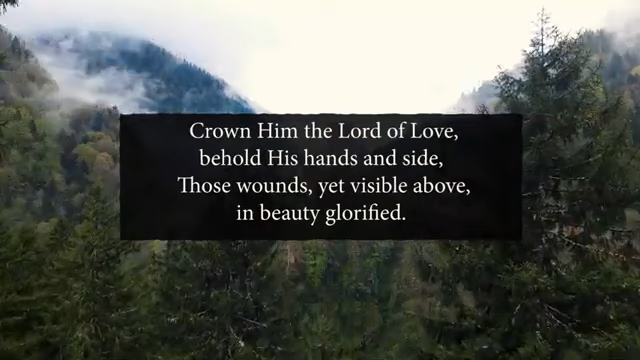 Crown Him the Lord of Love,
behold His hands and side,
Those wounds, yet visible above,
in beauty glorified.